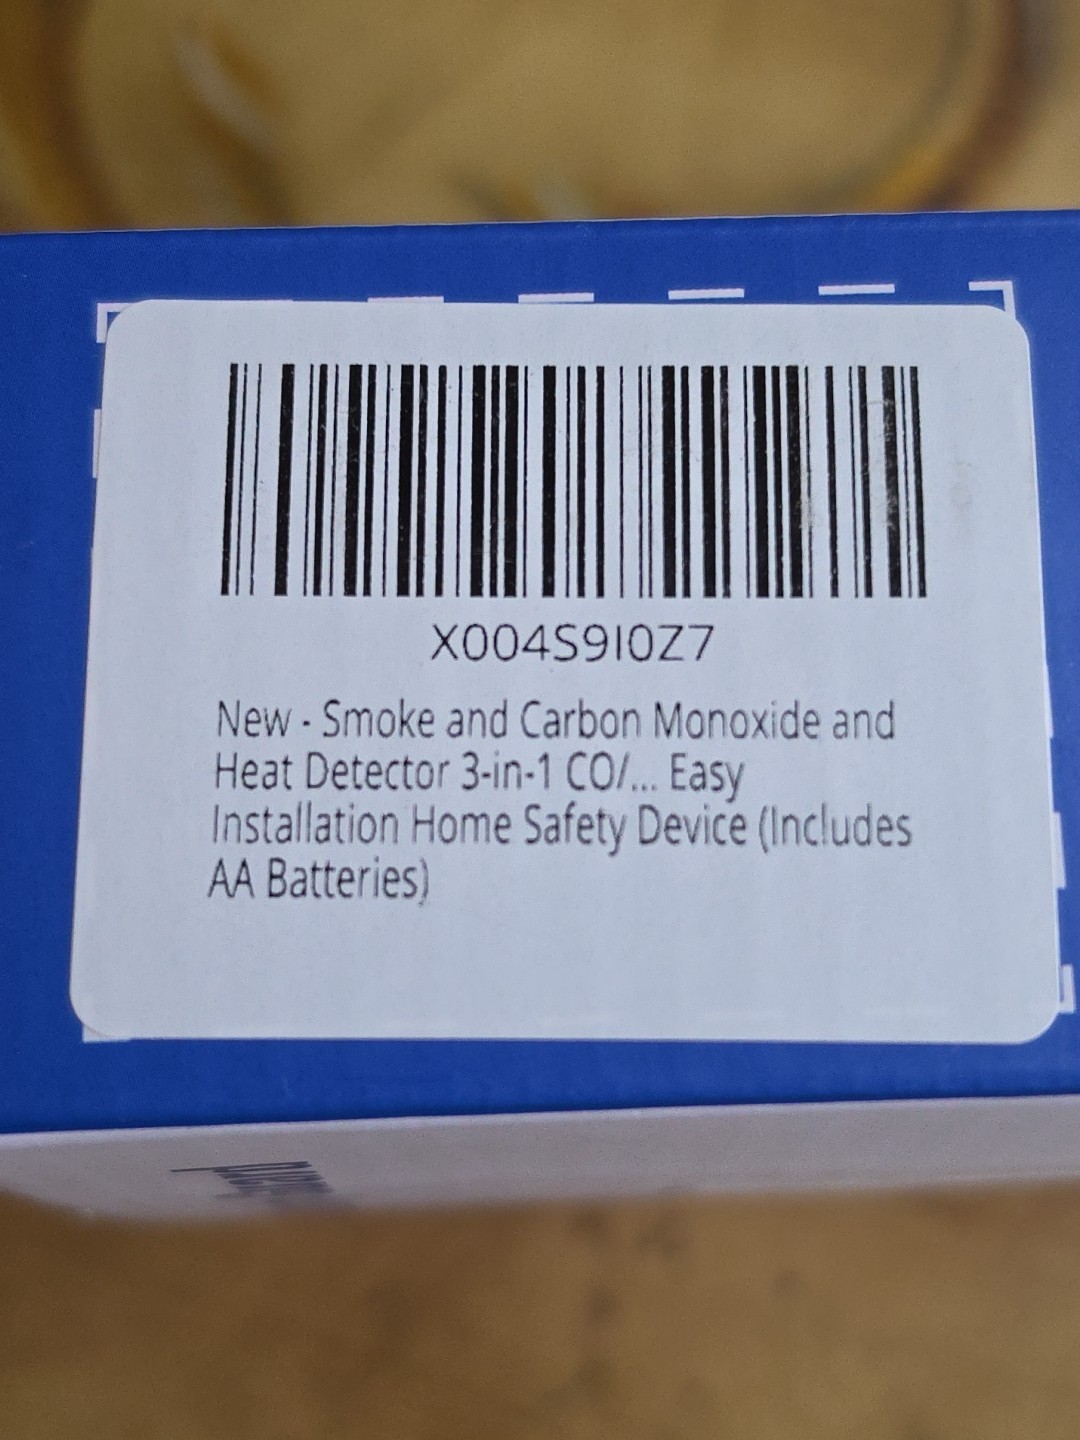 X004S9I0Z7
New - Smoke and Carbon Monoxide and
Heat Detector 3-in-1 CO/... Easy
Installation Home Safety Device (Includes
AA Batteries)